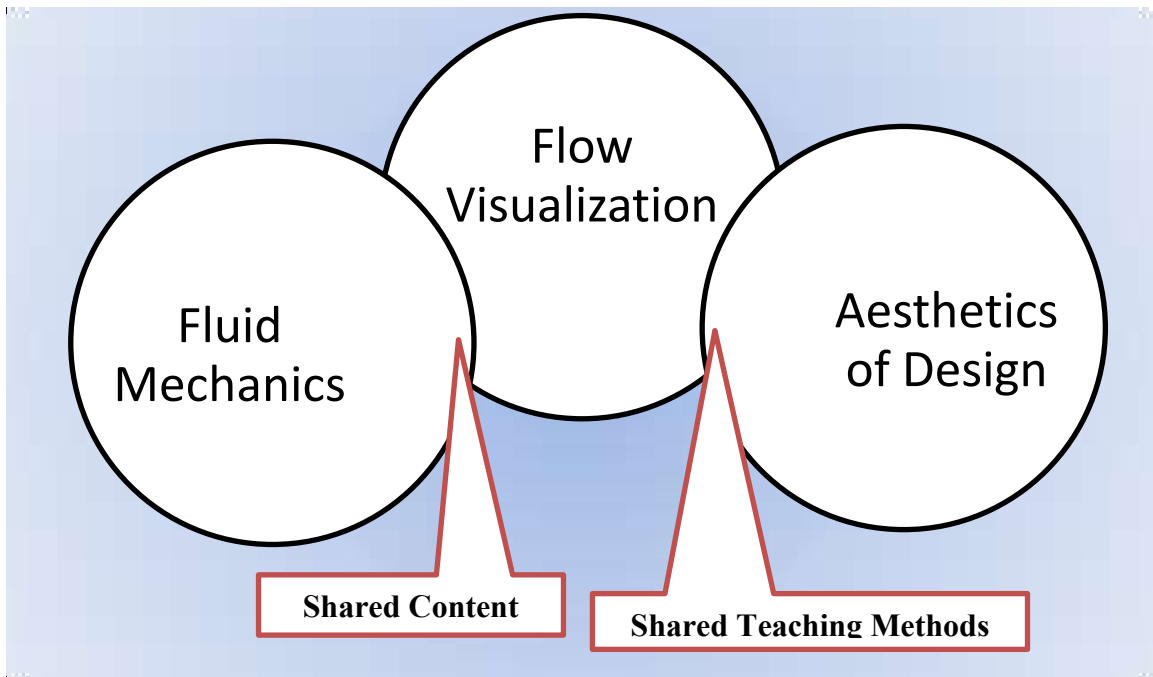 Flow
Visualization
Fluid
Mechanics
Aesthetics
of Design
Shared Content
Shared Teaching Methods